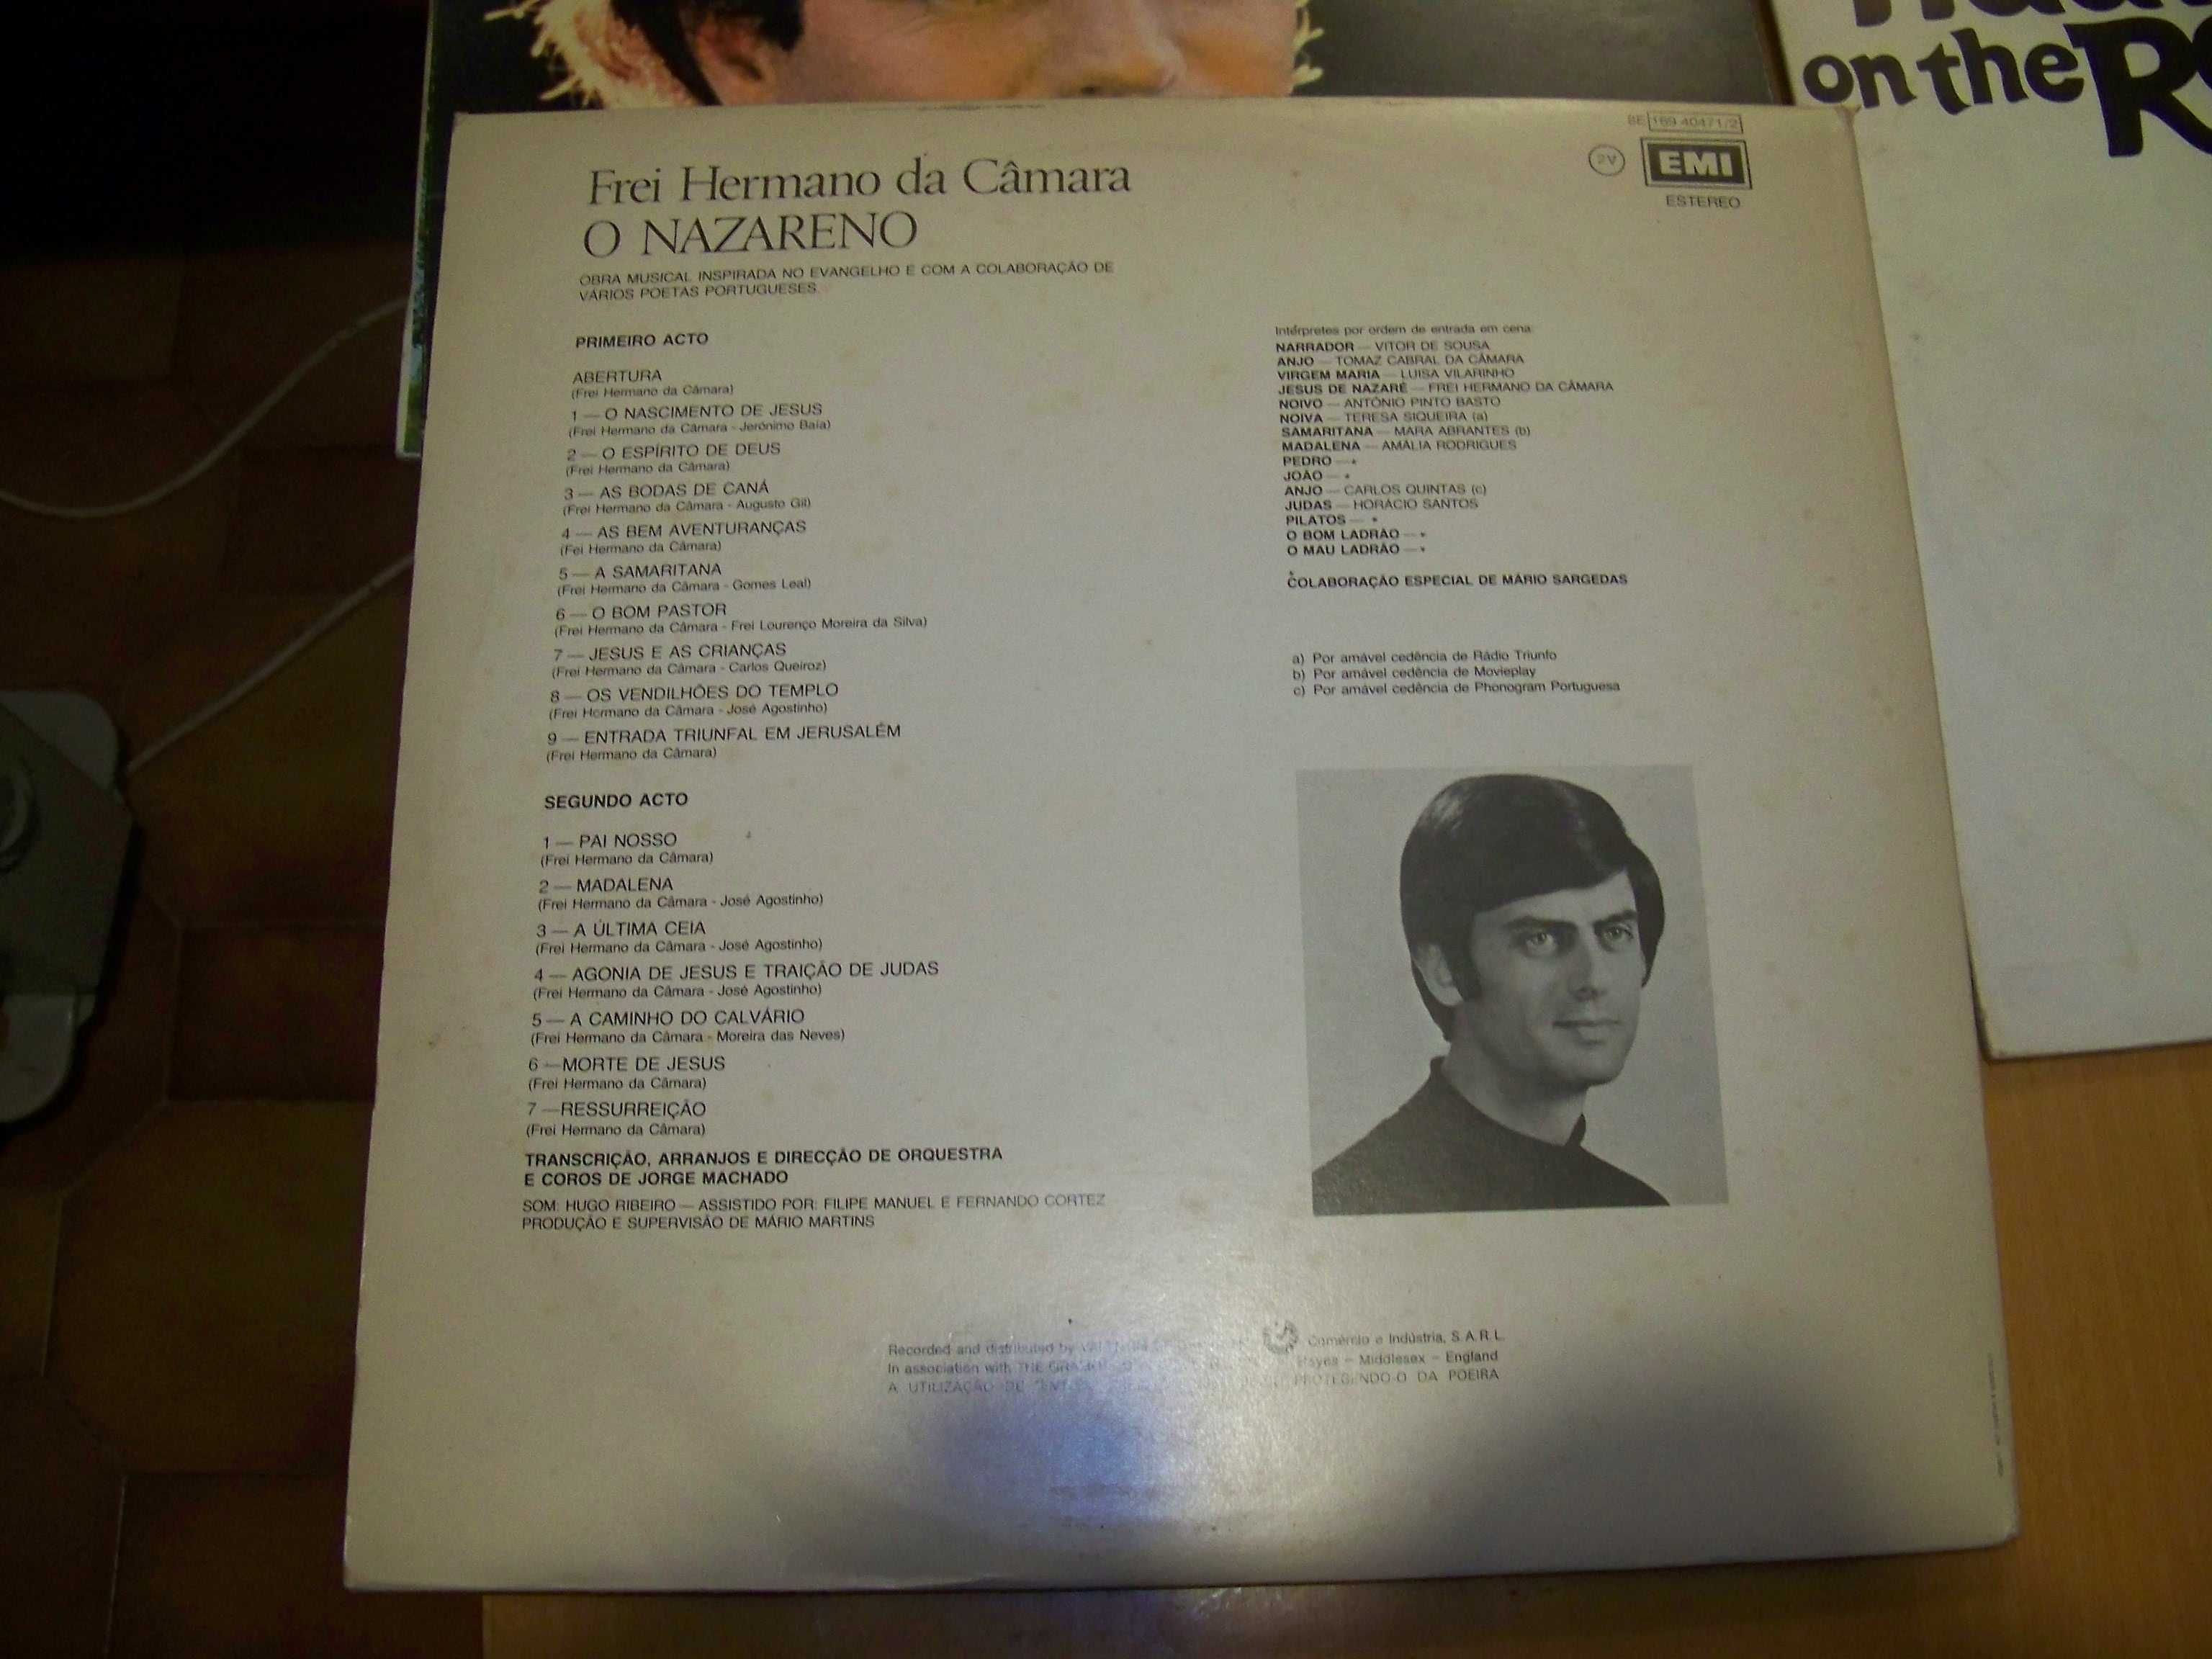 on the
8E 169 40471/2
2V
EMI
ESTEREO
Frei Hermano da Câmara
O NAZARENO
OBRA MUSICAL INSPIRADA NO EVANGELHO E COM A COLABORAÇÃO DE
VÁRIOS POETAS PORTUGUESES.
PRIMEIRO ACTO
ABERTURA
(Frei Hermano da Câmara)
1 — O NASCIMENTO DE JESUS
(Frei Hermano da Câmara - Jerónimo Baía)
2 — O ESPÍRITO DE DEUS
(Frei Hermano da Câmara)
3 — AS BODAS DE CANÁ
(Frei Hermano da Câmara - Augusto Gil)
4 — AS BEM AVENTURANÇAS
(Fei Hermano da Câmara)
5 — A SAMARITANA
(Frei Hermano da Câmara - Gomes Leal)
6 — O BOM PASTOR
(Frei Hermano da Câmara - Frei Lourenço Moreira da Silva)
7 — JESUS E AS CRIANÇAS
(Frei Hermano da Câmara - Carlos Queiroz)
8 — OS VENDILHÕES DO TEMPLO
(Frei Hermano da Câmara - José Agostinho)
9 — ENTRADA TRIUNFAL EM JERUSALÉM
(Frei Hermano da Câmara)
SEGUNDO ACTO
1 — PAI NOSSO
(Frei Hermano da Câmara)
2 — MADALENA
(Frei Hermano da Câmara - José Agostinho)
3 — A ÚLTIMA CEIA
(Frei Hermano da Câmara - José Agostinho)
4 — AGONIA DE JESUS E TRAIÇÃO DE JUDAS
(Frei Hermano da Câmara - José Agostinho)
5 — A CAMINHO DO CALVÁRIO
(Frei Hermano da Câmara - Moreira das Neves)
6 —MORTE DE JESUS
(Frei Hermano da Câmara)
7 —RESSURREIÇÃO
(Frei Hermano da Câmara)
TRANSCRIÇÃO, ARRANJOS E DIRECÇÃO DE ORQUESTRA
E COROS DE JORGE MACHADO
SOM: HUGO RIBEIRO — ASSISTIDO POR: FILIPE MANUEL E FERNANDO CORTEZ
PRODUÇÃO E SUPERVISÃO DE MÁRIO MARTINS
Intérpretes por ordem de entrada em cena:
NARRADOR — VITOR DE SOUSA
ANJO — TOMAZ CABRAL DA CÂMARA
VIRGEM MARIA — LUISA VILARINHO
JESUS DE NAZARÉ — FREI HERMANO DA CÂMARA
NOIVO — ANTÓNIO PINTO BASTO
NOIVA — TERESA SIQUEIRA (a)
SAMARITANA — MARA ABRANTES (b)
MADALENA — AMÁLIA RODRIGUES
PEDRO — *
JOÃO — *
ANJO — CARLOS QUINTAS (c)
JUDAS — HORÁCIO SANTOS
PILATOS — *
O BOM LADRÃO — *
O MAU LADRÃO — *
* COLABORAÇÃO ESPECIAL DE MÁRIO SARGEDAS
a) Por amável cedência de Rádio Triunfo
b) Por amável cedência de Movieplay
c) Por amável cedência de Phonogram Portuguesa
Recorded and distributed by Comércio e Indústria, S.A.R.L.
In association with THE Hayes – Middlesex – England
A UTILIZAÇÃO DE PROTEGENDO-O DA POEIRA